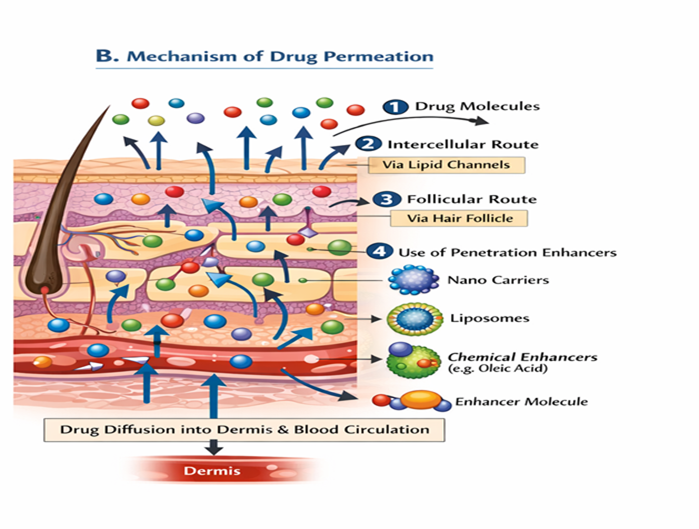 B. Mechanism of Drug Permeation
1 Drug Molecules
2 Intercellular Route
Via Lipid Channels
3 Follicular Route
Via Hair Follicle
4 Use of Penetration Enhancers
Nano Carriers
Liposomes
Chemical Enhancers
(e.g. Oleic Acid)
Enhancer Molecule
Drug Diffusion into Dermis & Blood Circulation
Dermis